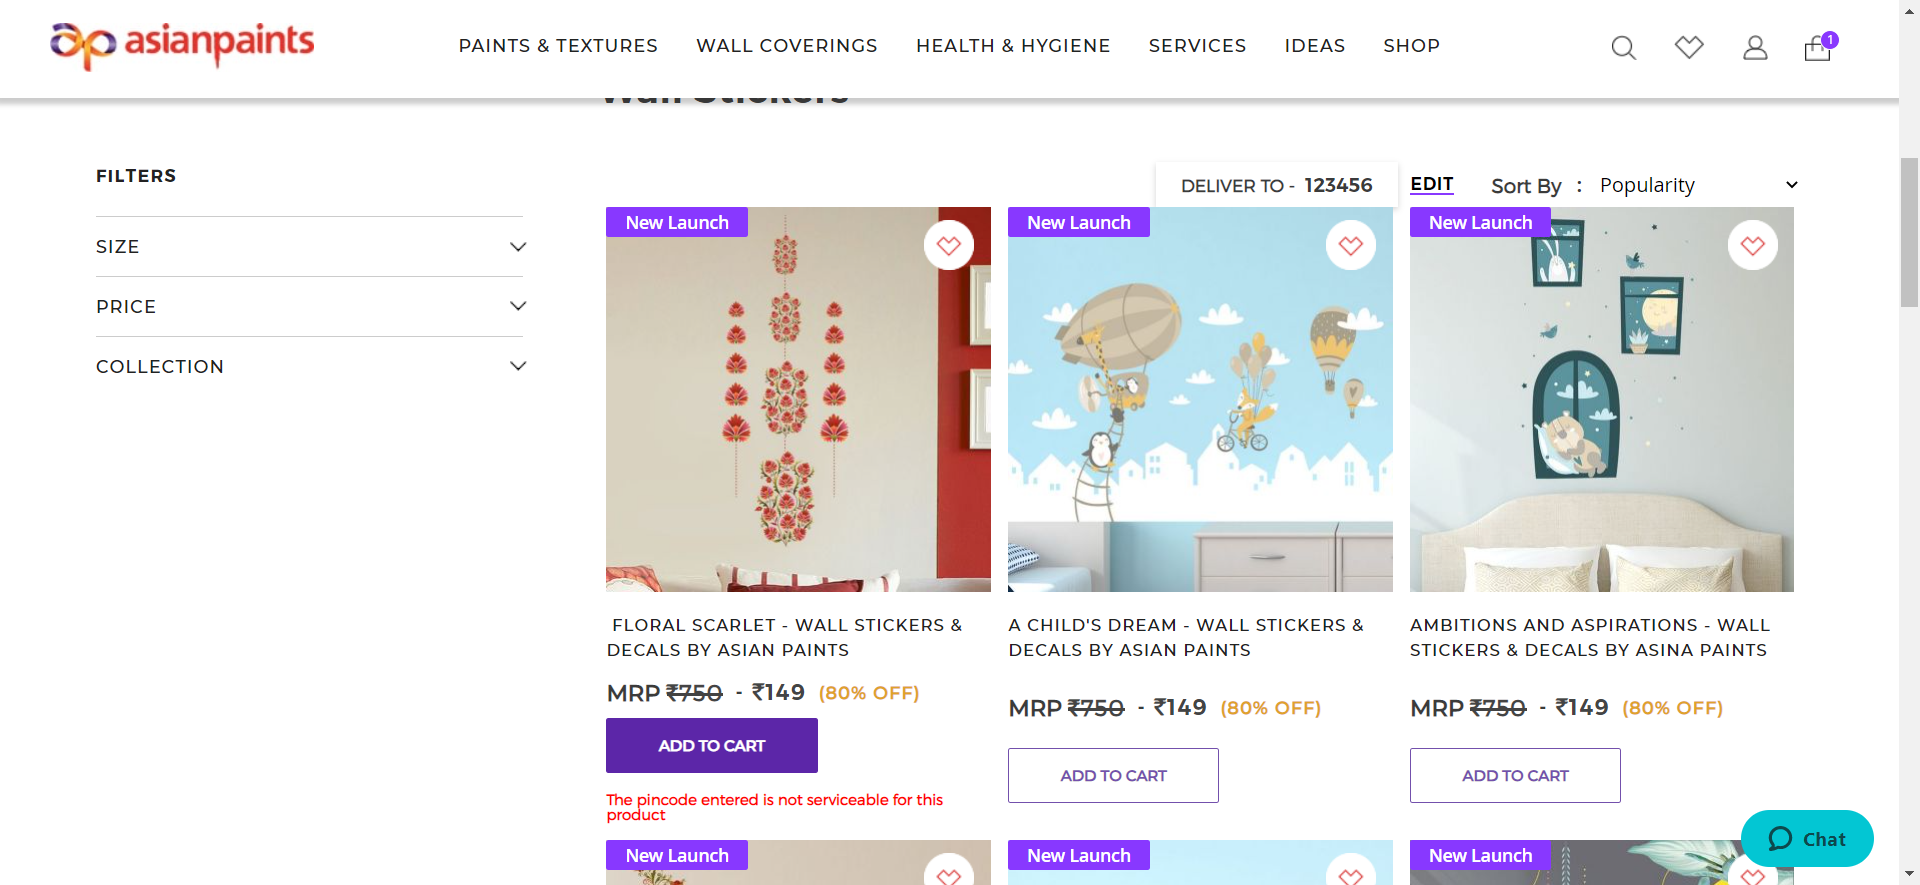 asianpaints
PAINTS & TEXTURES
WALL COVERINGS
HEALTH & HYGIENE
SERVICES
IDEAS
SHOP
1
Wall Stickers
FILTERS
SIZE
PRICE
COLLECTION
DELIVER TO - 123456
EDIT
Sort By : Popularity
New Launch
New Launch
New Launch
FLORAL SCARLET - WALL STICKERS &
DECALS BY ASIAN PAINTS
MRP ₹750 - ₹149 (80% OFF)
ADD TO CART
The pincode entered is not serviceable for this
product
A CHILD'S DREAM - WALL STICKERS &
DECALS BY ASIAN PAINTS
MRP ₹750 - ₹149 (80% OFF)
ADD TO CART
AMBITIONS AND ASPIRATIONS - WALL
STICKERS & DECALS BY ASINA PAINTS
MRP ₹750 - ₹149 (80% OFF)
ADD TO CART
New Launch
New Launch
New Launch
Chat